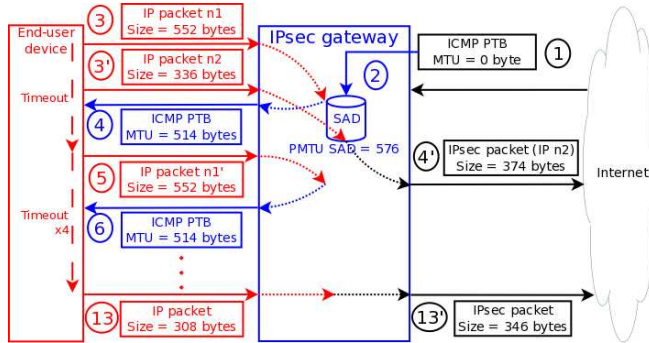 End-user
device
3
IP packet n1
Size = 552 bytes
3'
IP packet n2
Size = 336 bytes
Timeout
4
ICMP PTB
MTU = 514 bytes
5
IP packet n1'
Size = 552 bytes
Timeout
x4
6
ICMP PTB
MTU = 514 bytes
13
IP packet
Size = 308 bytes
IPsec gateway
2
SAD
PMTU SAD = 576
ICMP PTB
MTU = 0 byte
1
4'
IPsec packet (IP n2)
Size = 374 bytes
Internet
13'
IPsec packet
Size = 346 bytes